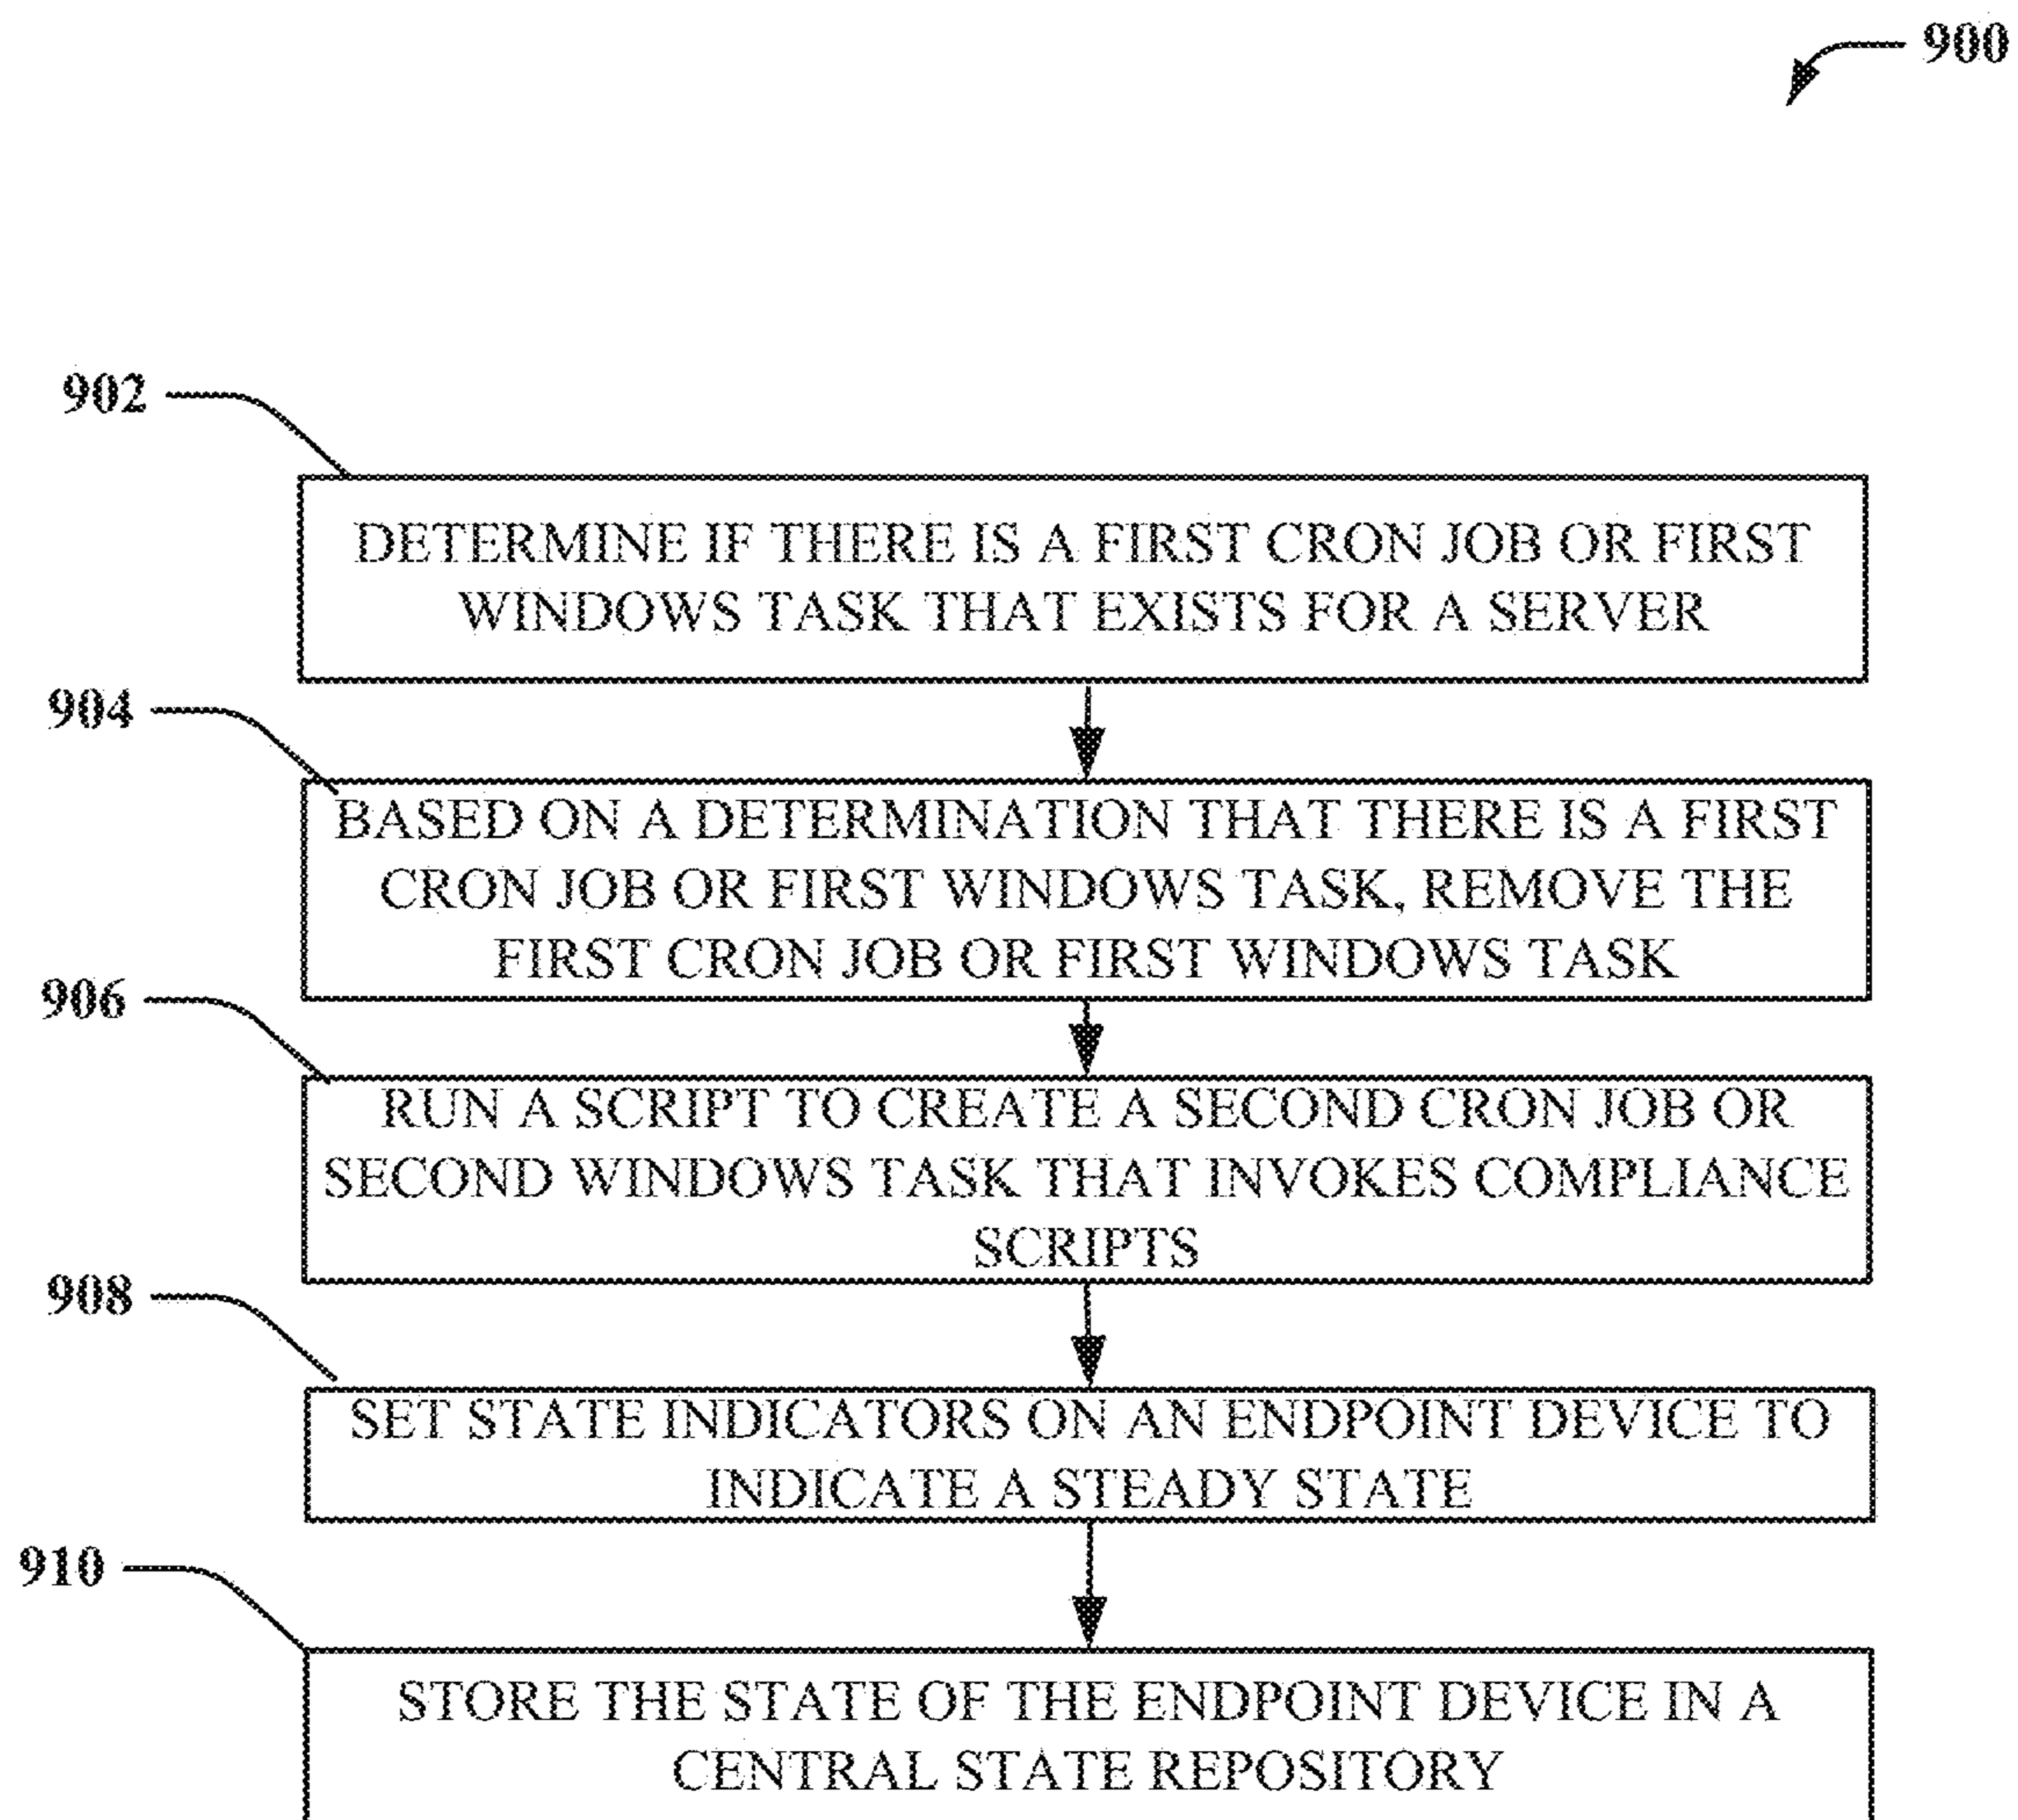 900
902
DETERMINE IF THERE IS A FIRST CRON JOB OR FIRST
WINDOWS TASK THAT EXISTS FOR A SERVER
904
BASED ON A DETERMINATION THAT THERE IS A FIRST
CRON JOB OR FIRST WINDOWS TASK, REMOVE THE
FIRST CRON JOB OR FIRST WINDOWS TASK
906
RUN A SCRIPT TO CREATE A SECOND CRON JOB OR
SECOND WINDOWS TASK THAT INVOKES COMPLIANCE
SCRIPTS
908
SET STATE INDICATORS ON AN ENDPOINT DEVICE TO
INDICATE A STEADY STATE
910
STORE THE STATE OF THE ENDPOINT DEVICE IN A
CENTRAL STATE REPOSITORY